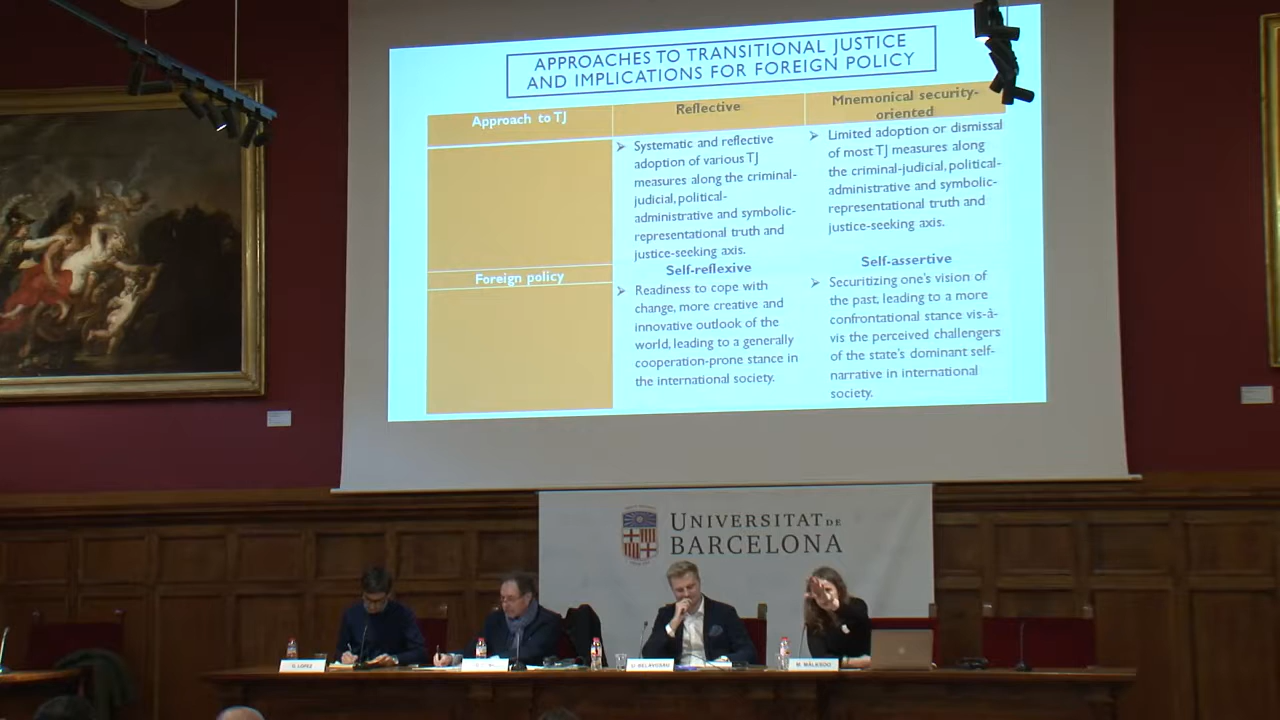 APPROACHES TO TRANSITIONAL JUSTICE
AND IMPLICATIONS FOR FOREIGN POLICY
Approach to TJ
Reflective
Mnemonical security-
oriented
➢ Systematic and reflective
adoption of various TJ
measures along the criminal-
judicial, political-
administrative and symbolic-
representational truth and
justice-seeking axis.
➢ Limited adoption or dismissal
of most TJ measures along
the criminal-judicial, political-
administrative and symbolic-
representational truth and
justice-seeking axis.
Foreign policy
Self-reflexive
➢ Readiness to cope with
change, more creative and
innovative outlook of the
world, leading to a generally
cooperation-prone stance in
the international society.
Self-assertive
➢ Securitizing one's vision of
the past, leading to a more
confrontational stance vis-à-
vis the perceived challengers
of the state's dominant self-
narrative in international
society.
UNIVERSITAT DE
BARCELONA
M. MÄLKSOO